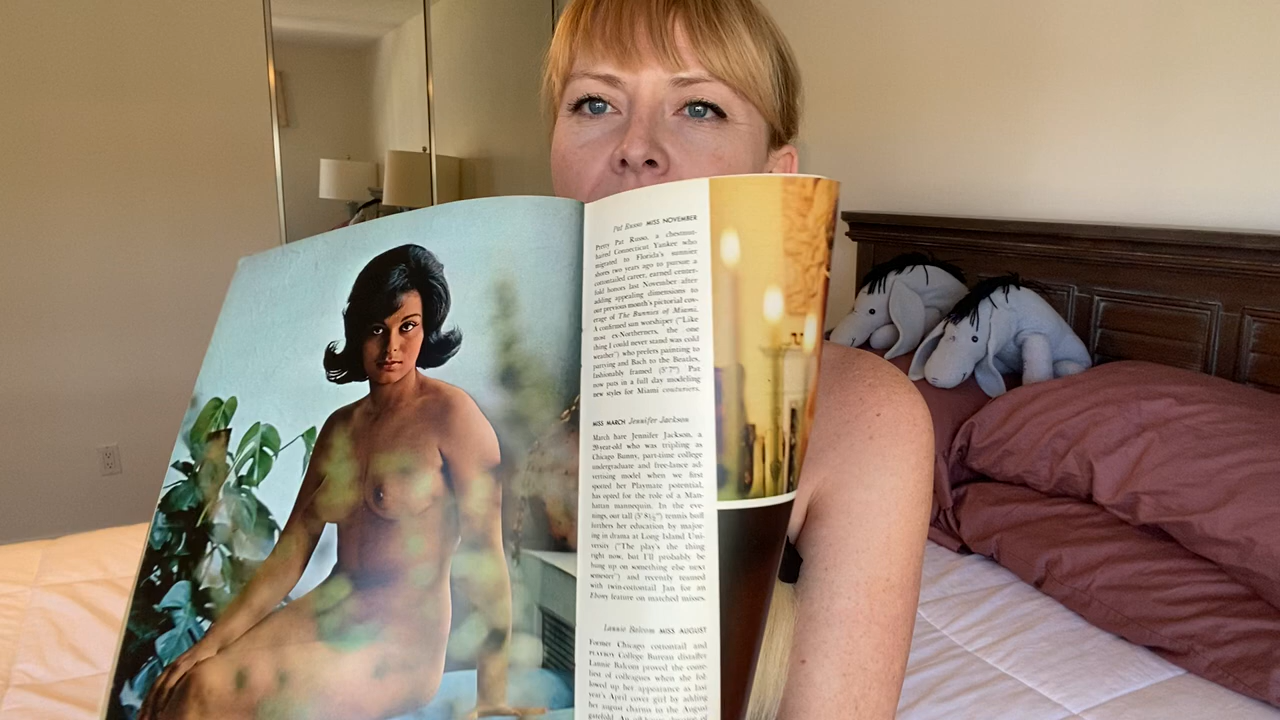 Pat Russo MISS NOVEMBER
Pretty Pat Russo, a chestnut-
haired Connecticut Yankee who
migrated to Florida's sunnier
shores two years ago to pursue a
cottontailed career, earned center-
fold honors last November after
adding appealing dimensions to
our previous month's pictorial cov-
erage of The Bunnies of Miami.
A confirmed sun worshiper ("Like
most ex-Northerners, the one
thing I could never stand was cold
weather") who prefers painting to
partying and Bach to the Beatles,
fashionably framed (5'7") Pat
now puts in a full day modeling
new styles for Miami couturiers.
MISS MARCH Jennifer Jackson
March hare Jennifer Jackson, a
20-year-old who was tripling as
Chicago Bunny, part-time college
undergraduate and free-lance ad-
vertising model when we first
spotted her Playmate potential,
has opted for the role of a Man-
hattan mannequin. In the eve-
nings, our tall (5'8½") tennis buff
furthers her education by major-
ing in drama at Long Island Uni-
versity ("The play's the thing
right now, but I'll probably be
hung up on something else next
semester") and recently teamed
with twin-cottontail Jan for an
Ebony feature on matched misses.
Lannie Balcom MISS AUGUST
Former Chicago cottontail and
PLAYBOY College Bureau distaffer
Lannie Balcom proved the come-
liest of colleagues when she fol-
lowed up her appearance as last
year's April cover girl by adding
her august charms to the August
gatefold. An